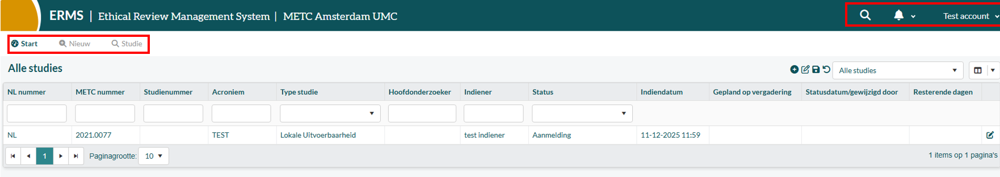 ERMS | Ethical Review Management System | METC Amsterdam UMC
Test account
Start Nieuw Studie
Alle studies
Alle studies
NL nummer METC nummer Studienummer Acroniem Type studie Hoofdonderzoeker Indiener Status Indiendatum Gepland op vergadering Statusdatum/gewijzigd door Resterende dagen
NL 2021.0077 TEST Lokale Uitvoerbaarheid test indiener Aanmelding 11-12-2025 11:59
1 Paginagrootte: 10 1 items op 1 pagina's